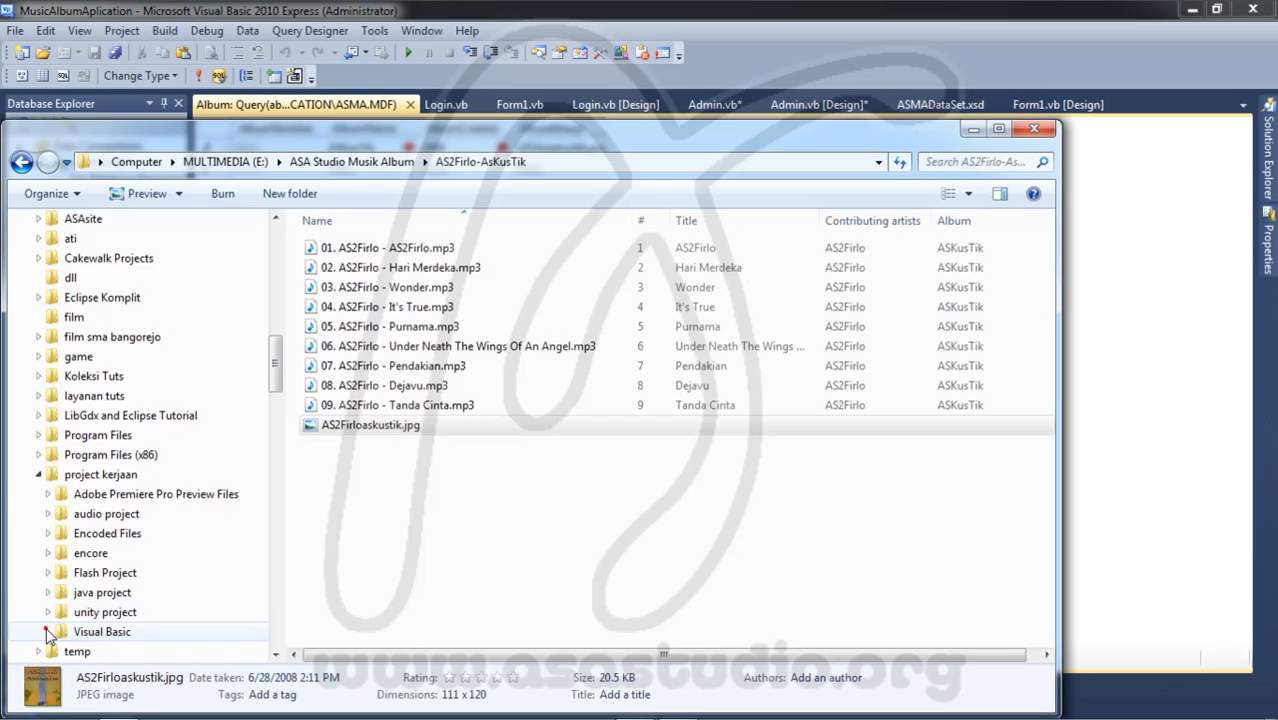 MusicAlbumAplication - Microsoft Visual Basic 2010 Express (Administrator)
File Edit View Project Build Debug Data Query Designer Tools Window Help
Change Type
Database Explorer Album: Query(ab...CATION\ASMA.MDF) Login.vb Form1.vb Login.vb [Design] Admin.vb* Admin.vb [Design]* ASMADataSet.xsd Form1.vb [Design]
Solution Explorer
Properties
Computer MULTIMEDIA (E:) ASA Studio Musik Album AS2Firlo-AsKusTik Search AS2Firlo-As...
Organize Preview Burn New folder
Name # Title Contributing artists Album
01. AS2Firlo - AS2Firlo.mp3 1 AS2Firlo AS2Firlo ASKusTik
02. AS2Firlo - Hari Merdeka.mp3 2 Hari Merdeka AS2Firlo ASKusTik
03. AS2Firlo - Wonder.mp3 3 Wonder AS2Firlo ASKusTik
04. AS2Firlo - It's True.mp3 4 It's True AS2Firlo ASKusTik
05. AS2Firlo - Purnama.mp3 5 Purnama AS2Firlo ASKusTik
06. AS2Firlo - Under Neath The Wings Of An Angel.mp3 6 Under Neath The Wings ... AS2Firlo ASKusTik
07. AS2Firlo - Pendakian.mp3 7 Pendakian AS2Firlo ASKusTik
08. AS2Firlo - Dejavu.mp3 8 Dejavu AS2Firlo ASKusTik
09. AS2Firlo - Tanda Cinta.mp3 9 Tanda Cinta AS2Firlo ASKusTik
AS2Firloaskustik.jpg
ASAsite
ati
Cakewalk Projects
dll
Eclipse Komplit
film
film sma bangorejo
game
Koleksi Tuts
layanan tuts
LibGdx and Eclipse Tutorial
Program Files
Program Files (x86)
project kerjaan
Adobe Premiere Pro Preview Files
audio project
Encoded Files
encore
Flash Project
java project
unity project
Visual Basic
temp
AS2Firloaskustik.jpg Date taken: 6/28/2008 2:11 PM Rating: Size: 20.5 KB Authors: Add an author
JPEG image Tags: Add a tag Dimensions: 111 x 120 Title: Add a title
www.asostudio.org